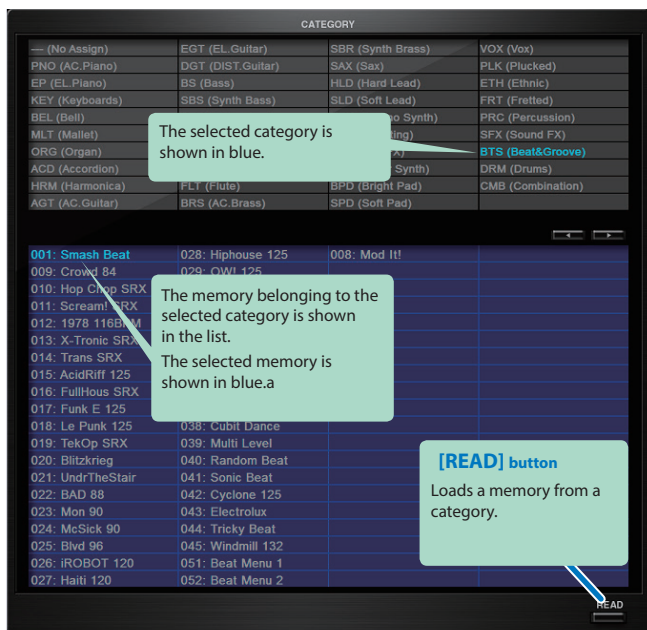 CATEGORY
— (No Assign) EGT (EL.Guitar) SBR (Synth Brass) VOX (Vox)
PNO (AC.Piano) DGT (DIST.Guitar) SAX (Sax) PLK (Plucked)
EP (EL.Piano) BS (Bass) HLD (Hard Lead) ETH (Ethnic)
KEY (Keyboards) SBS (Synth Bass) SLD (Soft Lead) FRT (Fretted)
BEL (Bell) Synth) PRC (Percussion)
MLT (Mallet) SFX (Sound FX)
ORG (Organ) BTS (Beat&Groove)
ACD (Accordion) Synth) DRM (Drums)
HRM (Harmonica) FLT (Flute) BPD (Bright Pad) CMB (Combination)
AGT (AC.Guitar) BRS (AC.Brass) SPD (Soft Pad)
The selected category is
shown in blue.
001: Smash Beat 028: Hiphouse 125 008: Mod It!
009: Crowd 84 029: OW! 125
010: Hop Chop SRX
011: Scream! SRX
012: 1978 116BPM
013: X-Tronic SRX
014: Trans SRX
015: AcidRiff 125
016: FullHous SRX
017: Funk E 125
018: Le Punk 125 038: Cubit Dance
019: TekOp SRX 039: Multi Level
020: Blitzkrieg 040: Random Beat
021: UndrTheStair 041: Sonic Beat
022: BAD 88 042: Cyclone 125
023: Mon 90 043: Electrolux
024: McSick 90 044: Tricky Beat
025: Blvd 96 045: Windmill 132
026: iROBOT 120 051: Beat Menu 1
027: Haiti 120 052: Beat Menu 2
The memory belonging to the
selected category is shown
in the list.
The selected memory is
shown in blue.a
[READ] button
Loads a memory from a
category.
READ